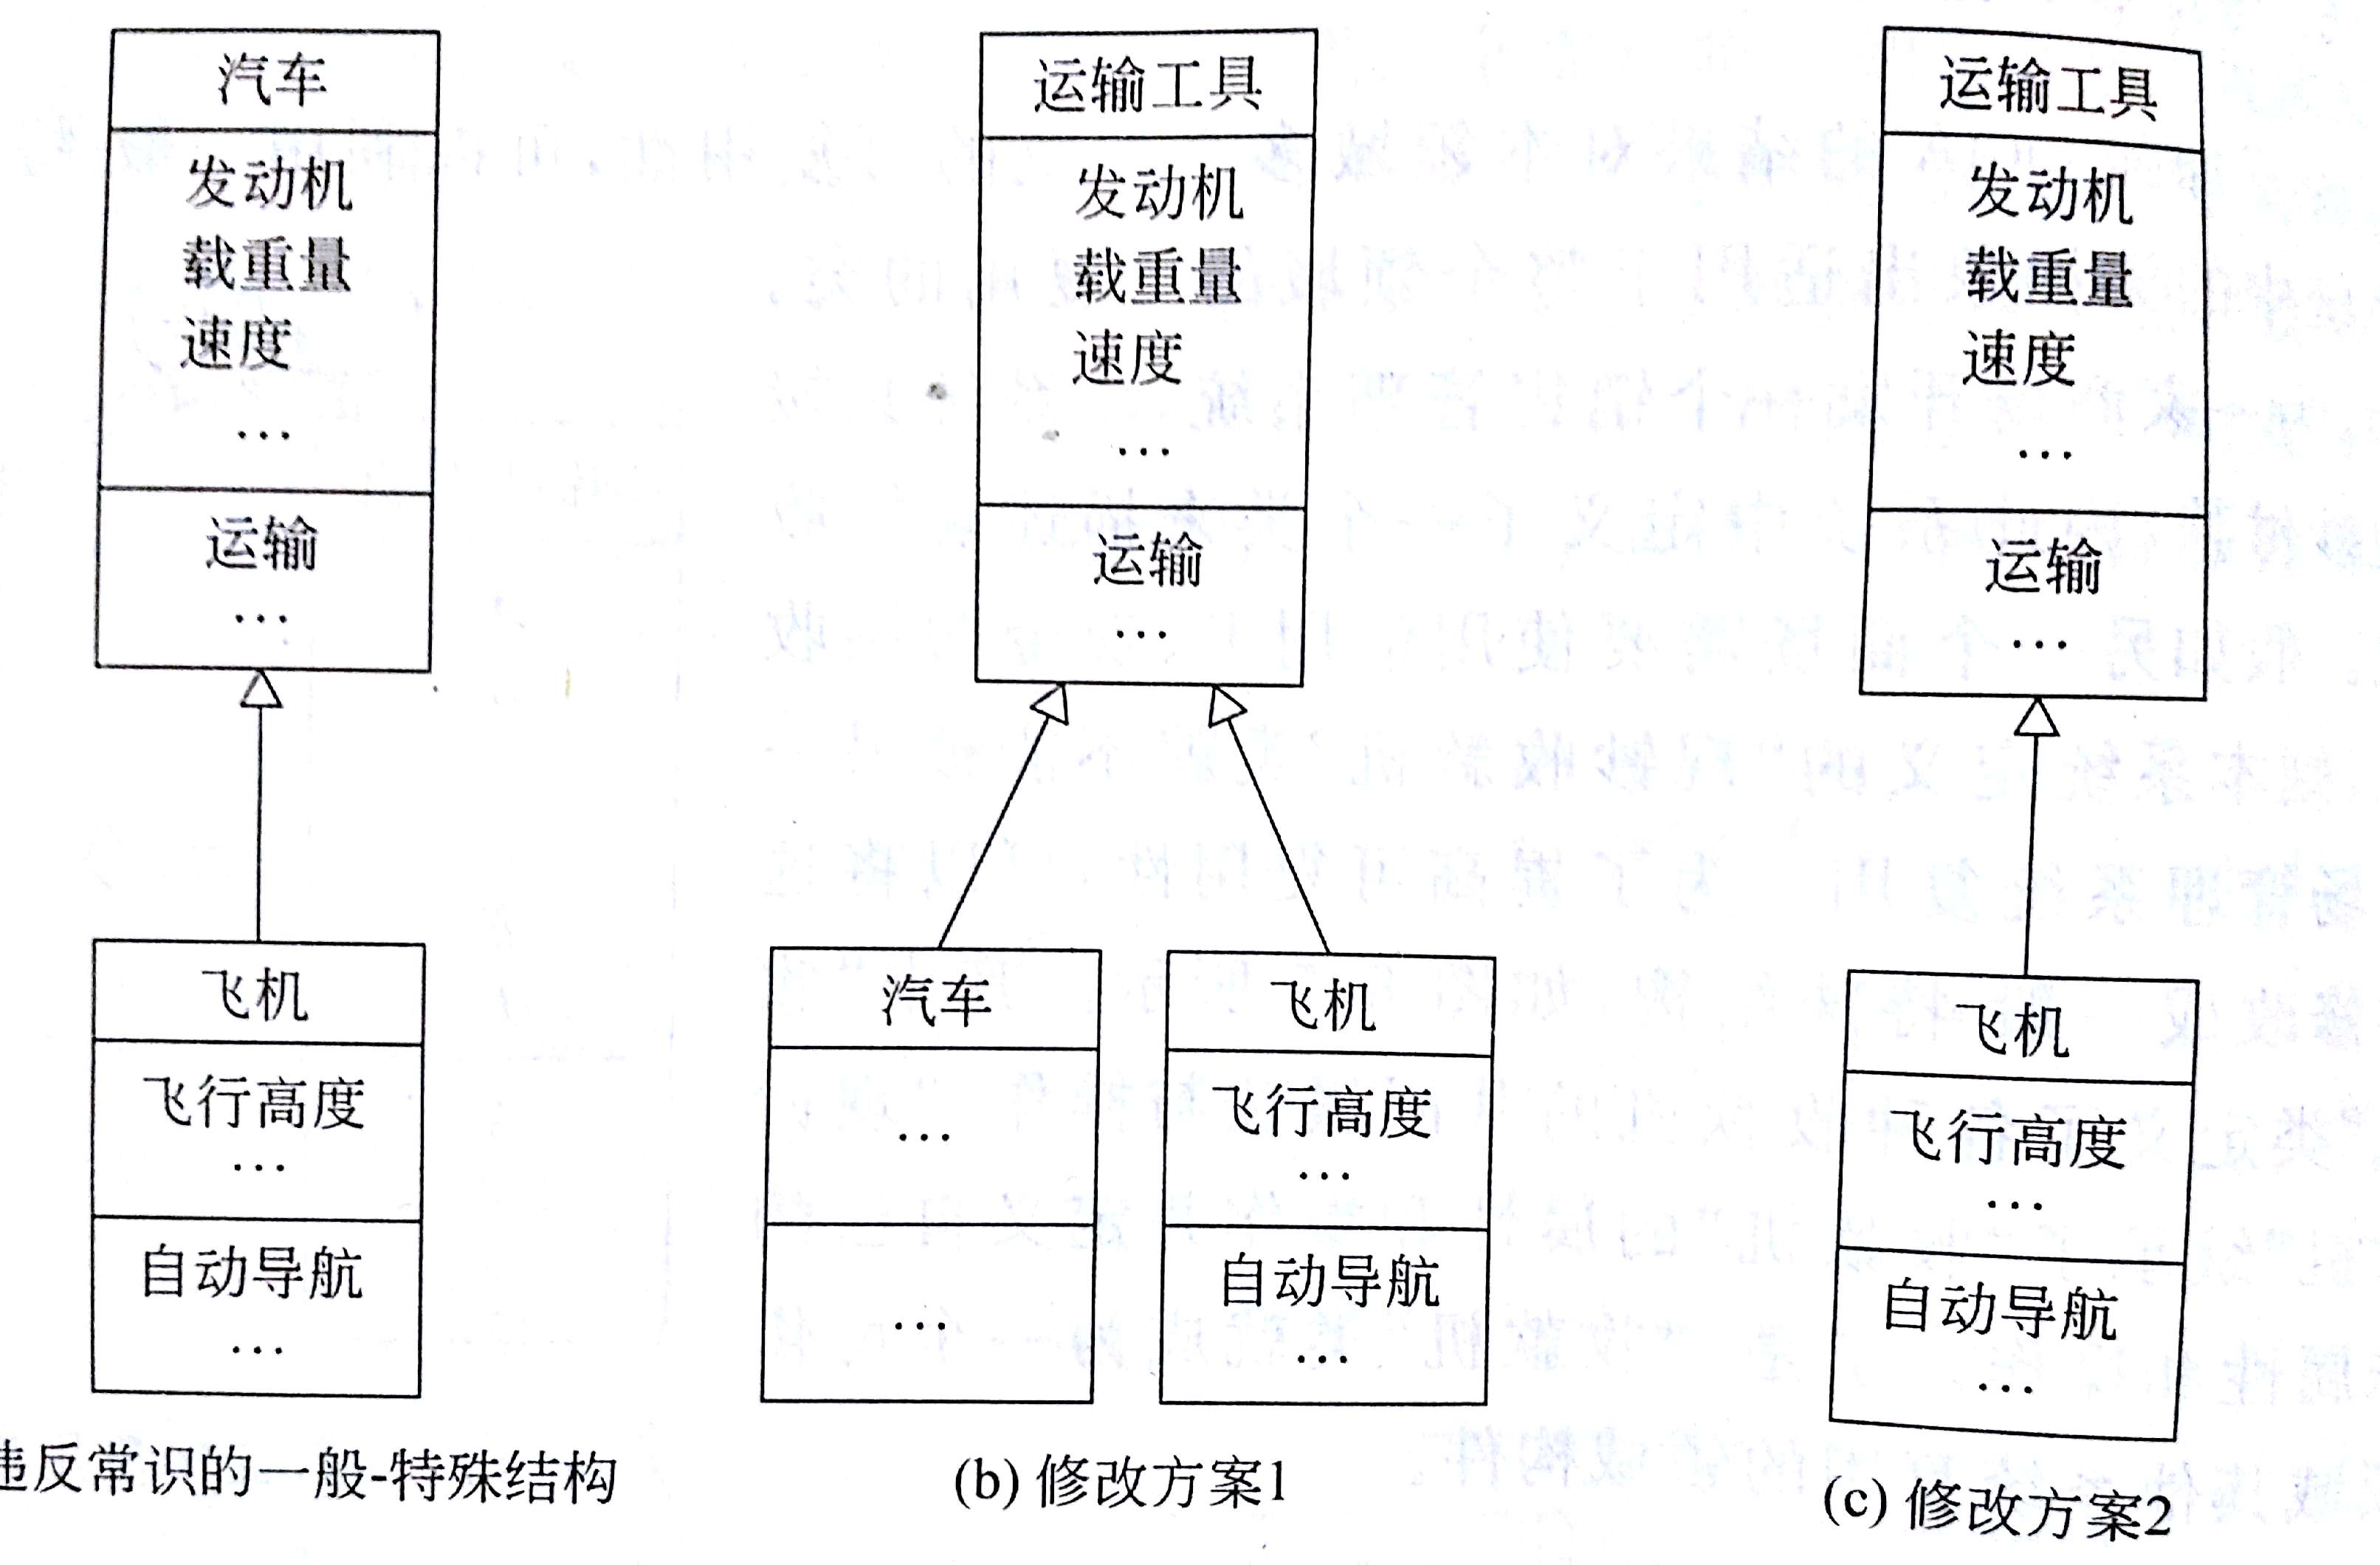 汽车
发动机
载重量
速度
…
运输
…
飞机
飞行高度
…
自动导航
…
违反常识的一般-特殊结构
运输工具
发动机
载重量
速度
…
运输
…
汽车
…
…
飞机
飞行高度
…
自动导航
…
(b) 修改方案1
运输工具
发动机
载重量
速度
…
运输
…
飞机
飞行高度
…
自动导航
…
(c) 修改方案2